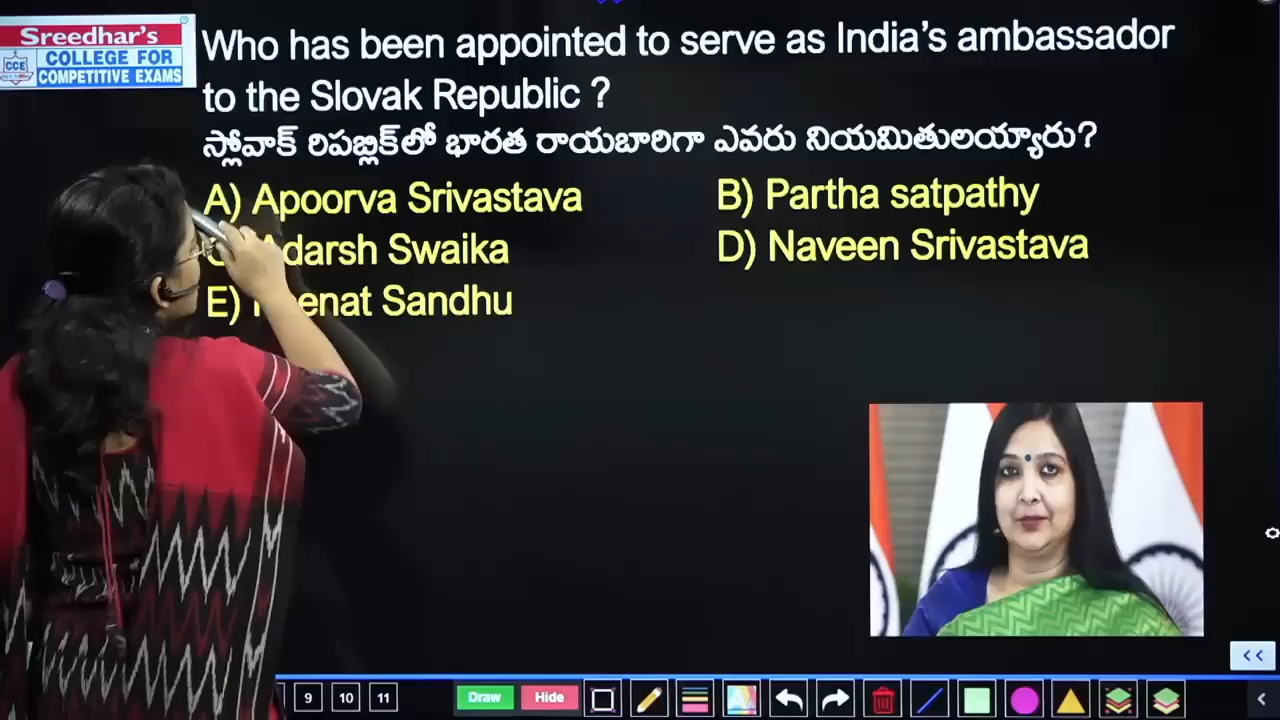 Sreedhar's
CCE
COLLEGE FOR
COMPETITIVE EXAMS
Who has been appointed to serve as India's ambassador
to the Slovak Republic ?
స్లోవాక్ రిపబ్లిక్‌లో భారత రాయబారిగా ఎవరు నియమితులయ్యారు?
A) Apoorva Srivastava
B) Partha satpathy
Swaika
D) Naveen Srivastava
E) Sandhu
9 10 11 Draw Hide